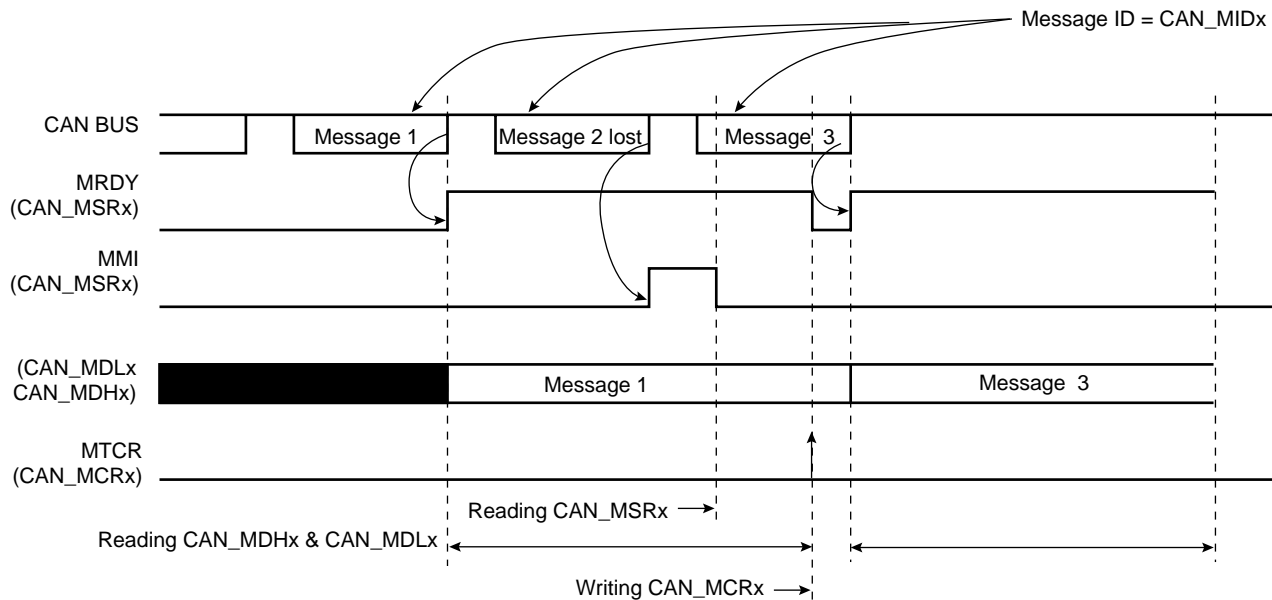 Message ID = CAN_MIDx
CAN BUS
Message 1
Message 2 lost
Message 3
MRDY
(CAN_MSRx)
MMI
(CAN_MSRx)
(CAN_MDLx
CAN_MDHx)
Message 1
Message 3
MTCR
(CAN_MCRx)
Reading CAN_MSRx
Reading CAN_MDHx & CAN_MDLx
Writing CAN_MCRx